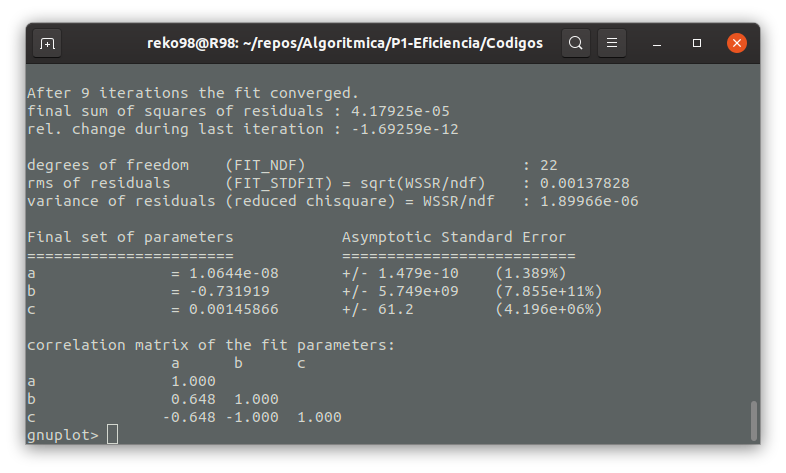 reko98@R98: ~/repos/Algoritmica/P1-Eficiencia/Codigos
After 9 iterations the fit converged.
final sum of squares of residuals : 4.17925e-05
rel. change during last iteration : -1.69259e-12
degrees of freedom    (FIT_NDF)                        : 22
rms of residuals      (FIT_STDFIT) = sqrt(WSSR/ndf)    : 0.00137828
variance of residuals (reduced chisquare) = WSSR/ndf   : 1.89966e-06
Final set of parameters            Asymptotic Standard Error
=======================            ==========================
a               = 1.0644e-08       +/- 1.479e-10    (1.389%)
b               = -0.731919        +/- 5.749e+09    (7.855e+11%)
c               = 0.00145866       +/- 61.2         (4.196e+06%)
correlation matrix of the fit parameters:
                a      b      c
a               1.000
b               0.648  1.000
c              -0.648 -1.000  1.000
gnuplot>